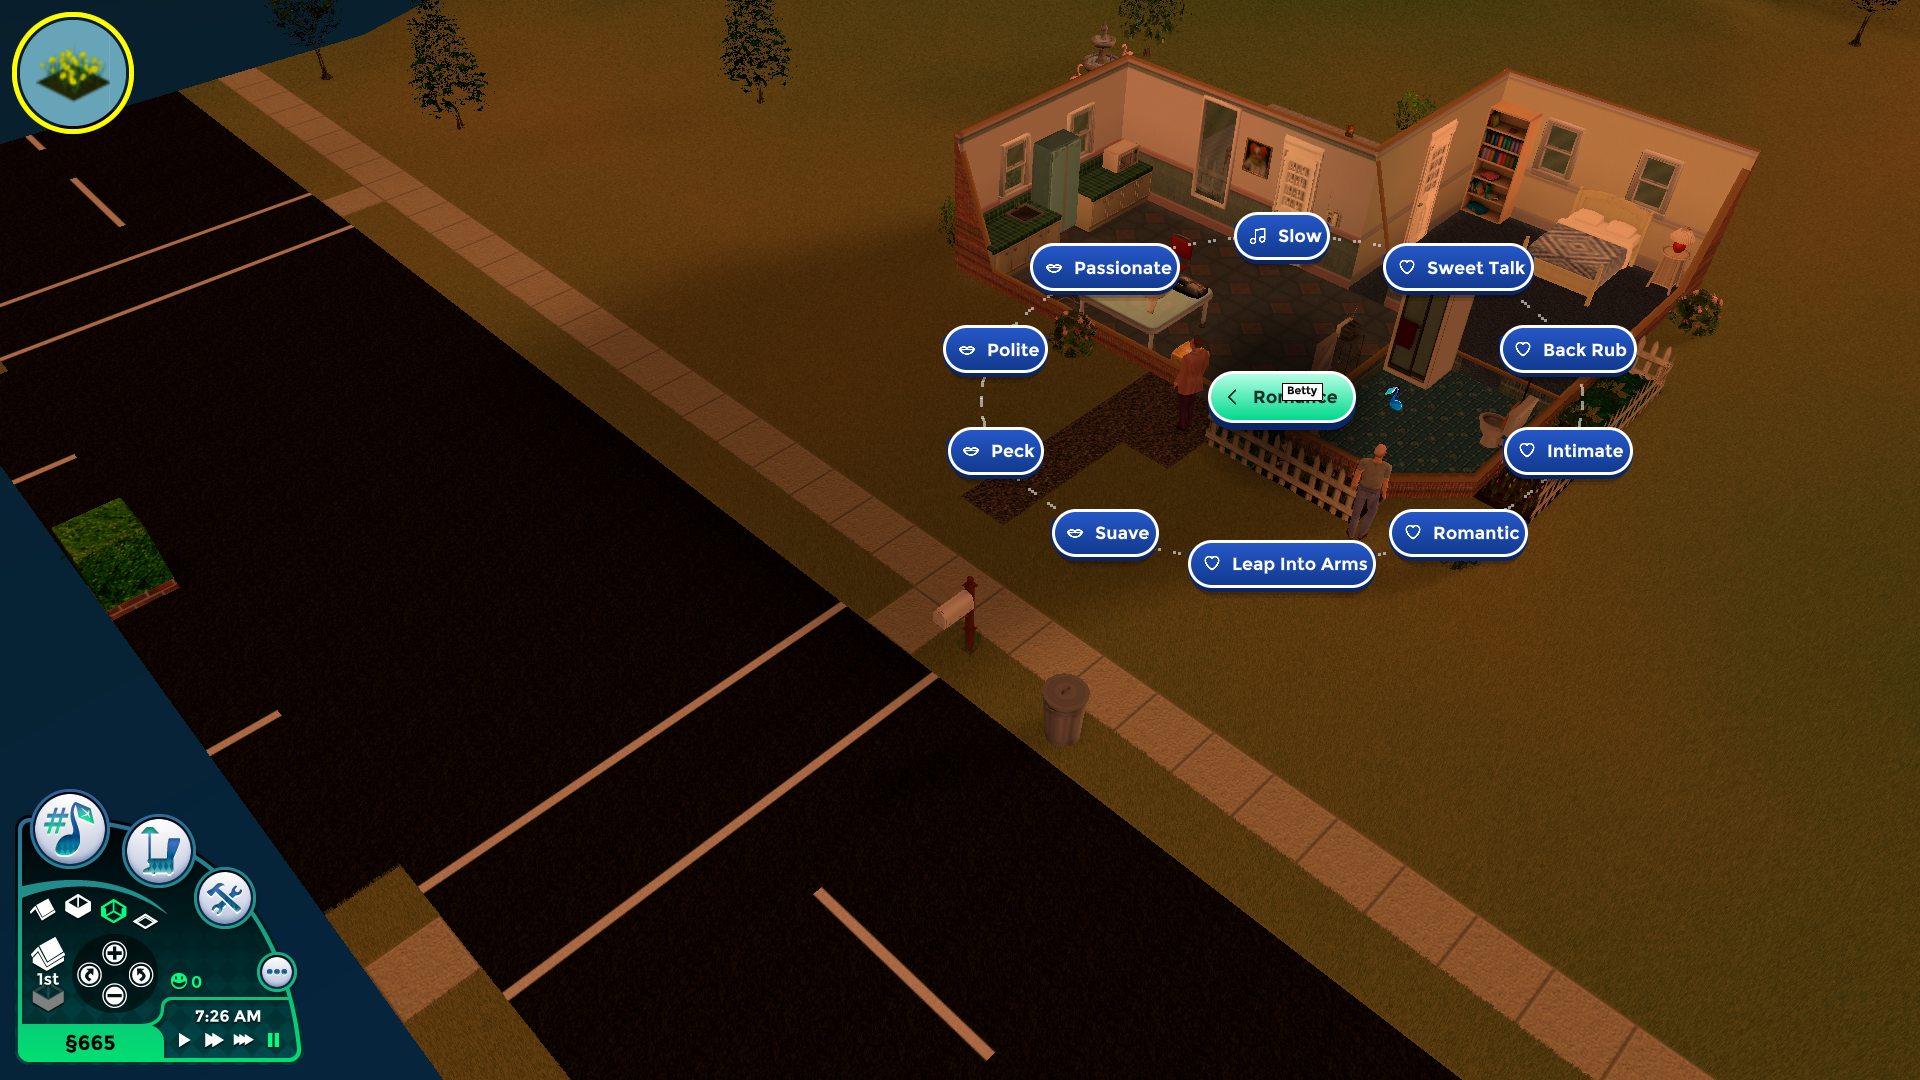 Slow
Passionate
Sweet Talk
Polite
Back Rub
Romance
Betty
Peck
Intimate
Suave
Romantic
Leap Into Arms
#
1st
0
7:26 AM
§665